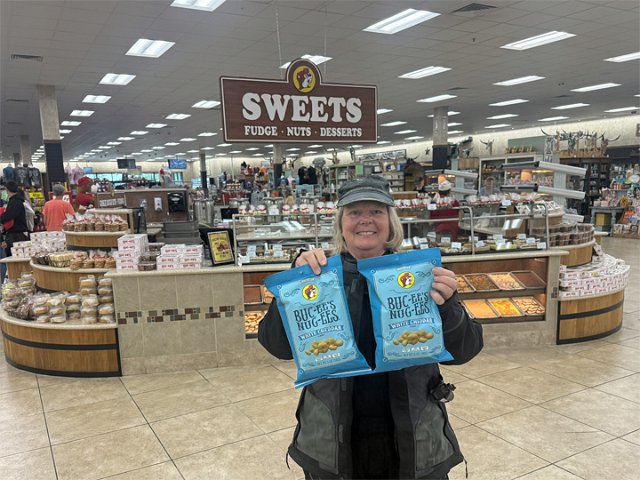 SWEETS
FUDGE · NUTS · DESSERTS
BUC-EE'S
NUG-EES
WHITE CHEDDAR
BUC-EE'S
NUG-EES
WHITE CHEDDAR